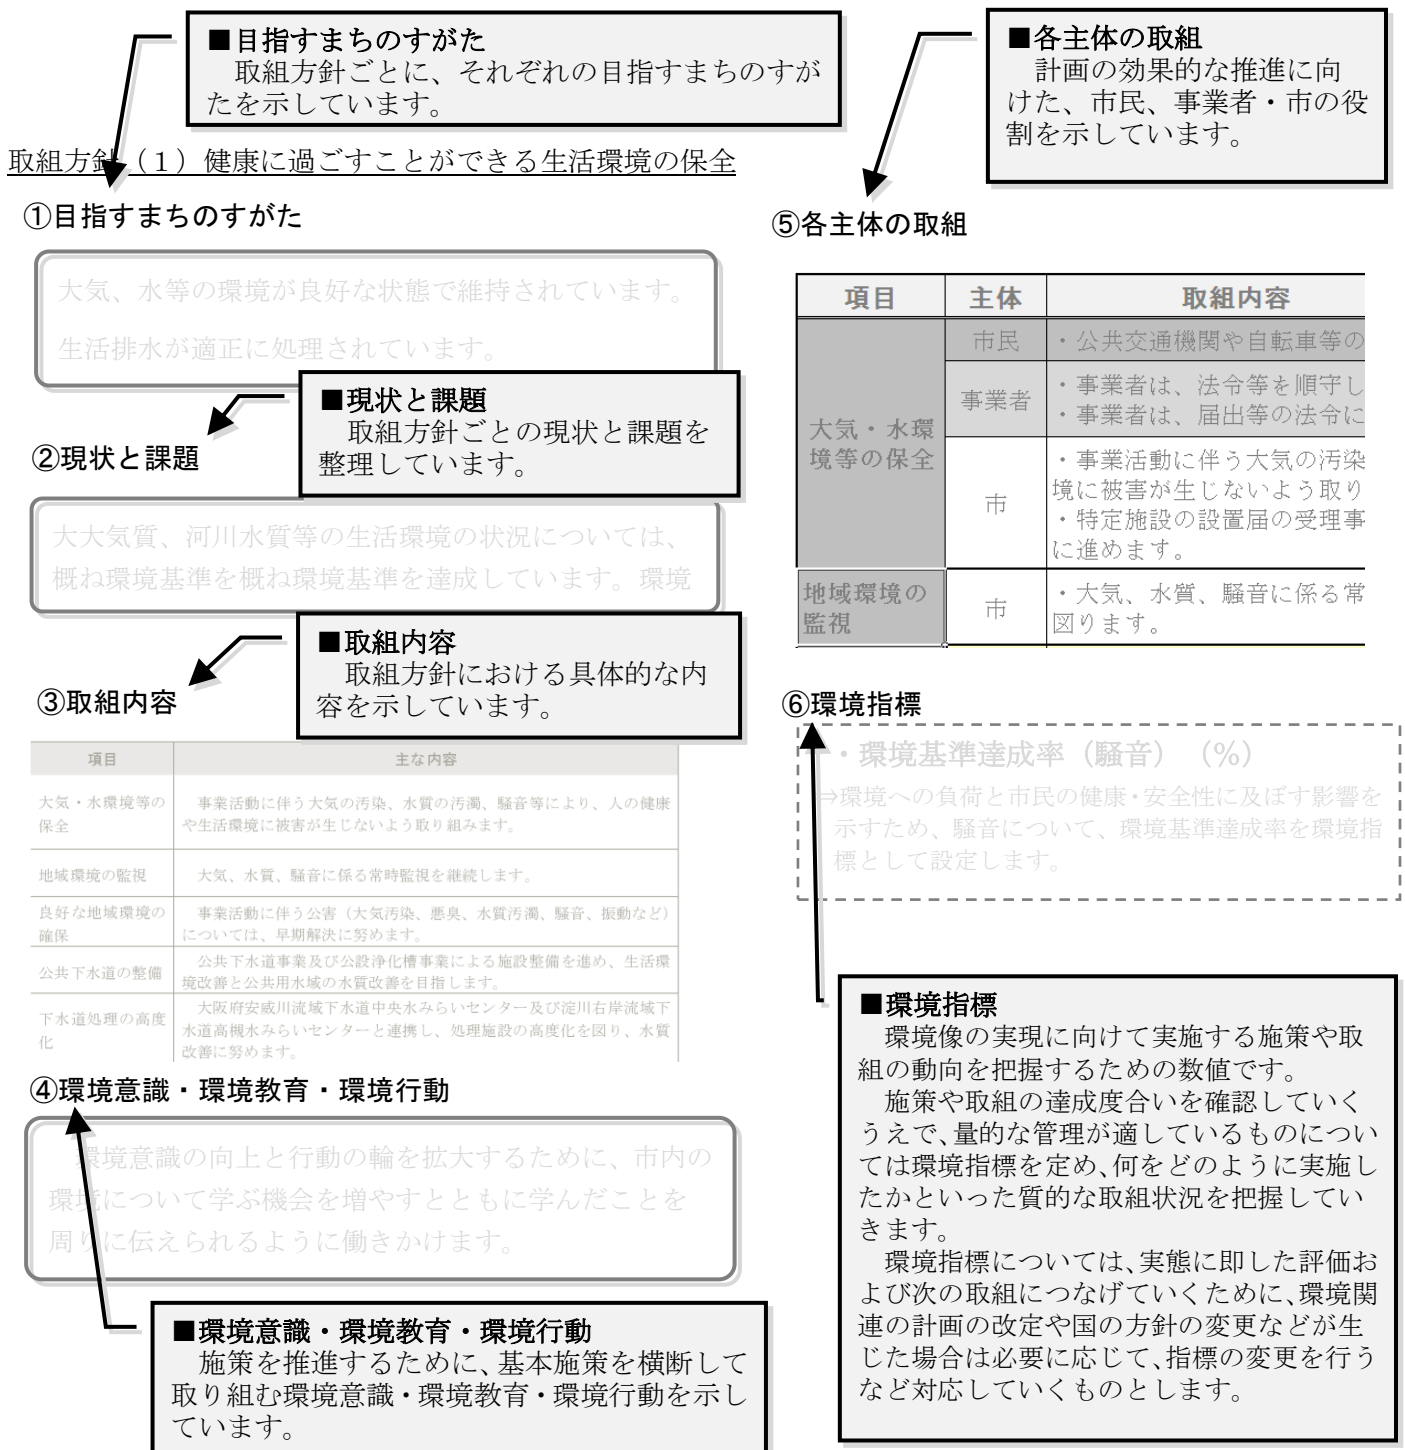 ■目指すまちのすがた
取組方針ごとに、それぞれの目指すまちのすが
たを示しています。
取組方針（１）健康に過ごすことができる生活環境の保全
①目指すまちのすがた
大気、水等の環境が良好な状態で維持されています。
生活排水が適正に処理されています。
■現状と課題
取組方針ごとの現状と課題を
整理しています。
②現状と課題
大大気質、河川水質等の生活環境の状況については、
概ね環境基準を概ね環境基準を達成しています。環境
■取組内容
取組方針における具体的な内
容を示しています。
③取組内容
項目 主な内容
大気・水環境等の
保全
事業活動に伴う大気の汚染、水質の汚濁、騒音等により、人の健康
や生活環境に被害が生じないよう取り組みます。
地域環境の監視 大気、水質、騒音に係る常時監視を継続します。
良好な地域環境の
確保
事業活動に伴う公害（大気汚染、悪臭、水質汚濁、騒音、振動など）
については、早期解決に努めます。
公共下水道の整備
公共下水道事業及び公設浄化槽事業による施設整備を進め、生活環
境改善と公共用水域の水質改善を目指します。
下水道処理の高度
化
大阪府安威川流域下水道中央水みらいセンター及び淀川右岸流域下
水道高槻水みらいセンターと連携し、処理施設の高度化を図り、水質
改善に努めます。
④環境意識・環境教育・環境行動
環境意識の向上と行動の輪を拡大するために、市内の
環境について学ぶ機会を増やすとともに学んだことを
周りに伝えられるように働きかけます。
■環境意識・環境教育・環境行動
施策を推進するために、基本施策を横断して
取り組む環境意識・環境教育・環境行動を示し
ています。
■各主体の取組
計画の効果的な推進に向
けた、市民、事業者・市の役
割を示しています。
⑤各主体の取組
項目 主体 取組内容
大気・水環
境等の保全
市民 ・公共交通機関や自転車等の
事業者
・事業者は、法令等を順守し
・事業者は、届出等の法令に
市
・事業活動に伴う大気の汚染
境に被害が生じないよう取り
・特定施設の設置届の受理事
に進めます。
地域環境の
監視
市
・大気、水質、騒音に係る常
図ります。
⑥環境指標
・環境基準達成率（騒音）（%）
⇒環境への負荷と市民の健康・安全性に及ぼす影響を
示すため、騒音について、環境基準達成率を環境指
標として設定します。
■環境指標
環境像の実現に向けて実施する施策や取
組の動向を把握するための数値です。
施策や取組の達成度合いを確認していく
うえで、量的な管理が適しているものについ
ては環境指標を定め、何をどのように実施し
たかといった質的な取組状況を把握してい
きます。
環境指標については、実態に即した評価お
よび次の取組につなげていくために、環境関
連の計画の改定や国の方針の変更などが生
じた場合は必要に応じて、指標の変更を行う
など対応していくものとします。